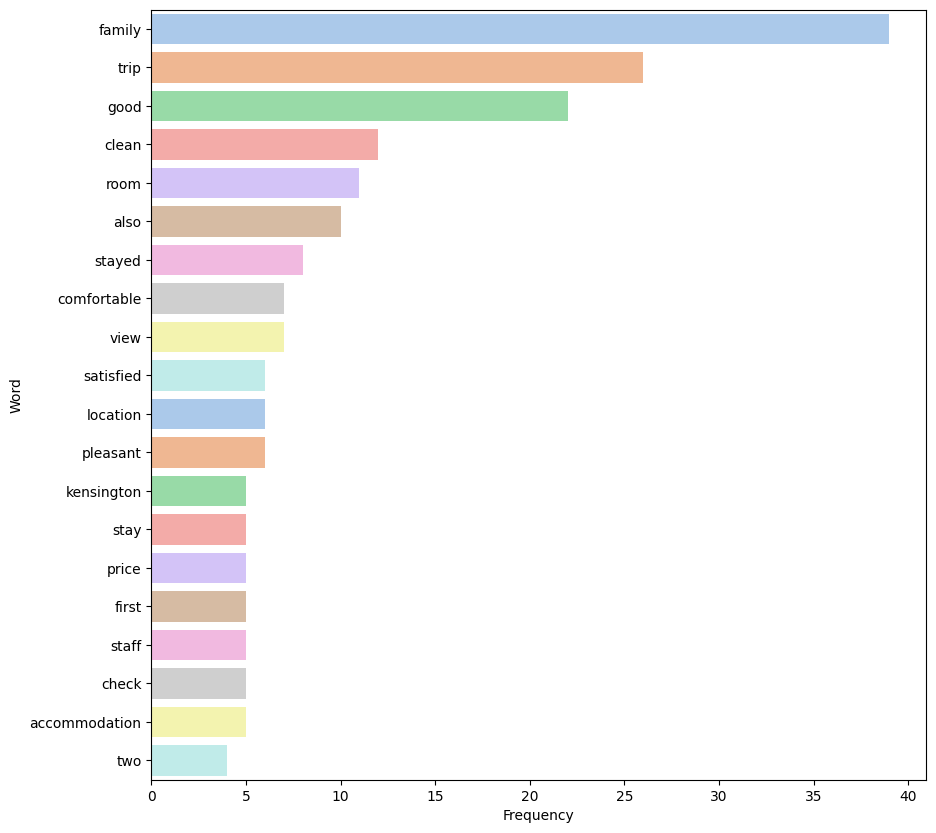 family
trip
good
clean
room
also
stayed
comfortable
view
satisfied
location
pleasant
kensington
stay
price
first
staff
check
accommodation
two
Word
0 5 10 15 20 25 30 35 40
Frequency